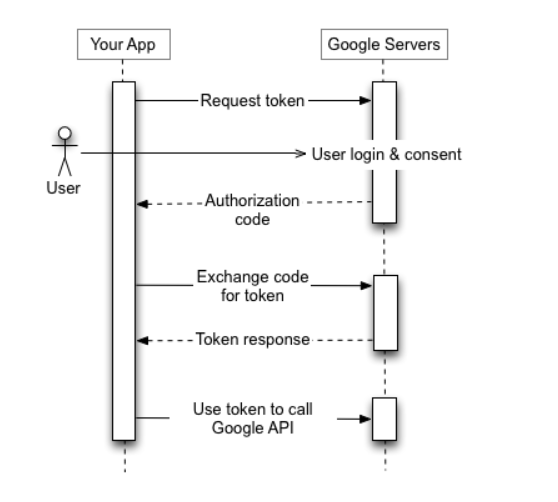 Your App
Google Servers
Request token
User login & consent
User
Authorization
code
Exchange code
for token
Token response
Use token to call
Google API